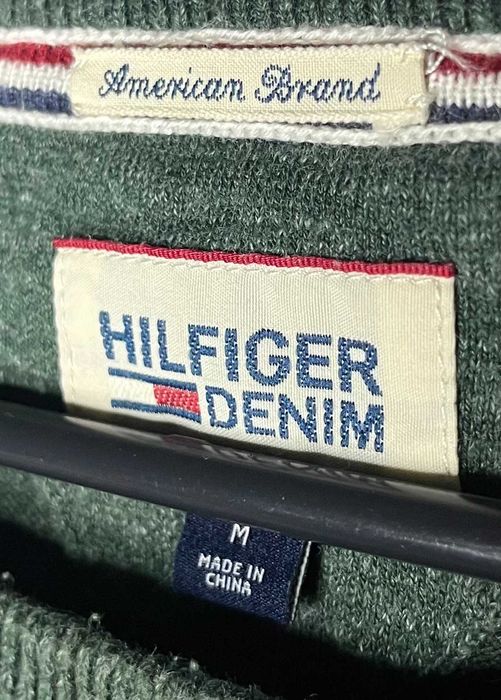 American Brand
HILFIGER
DENIM
M
MADE IN
CHINA